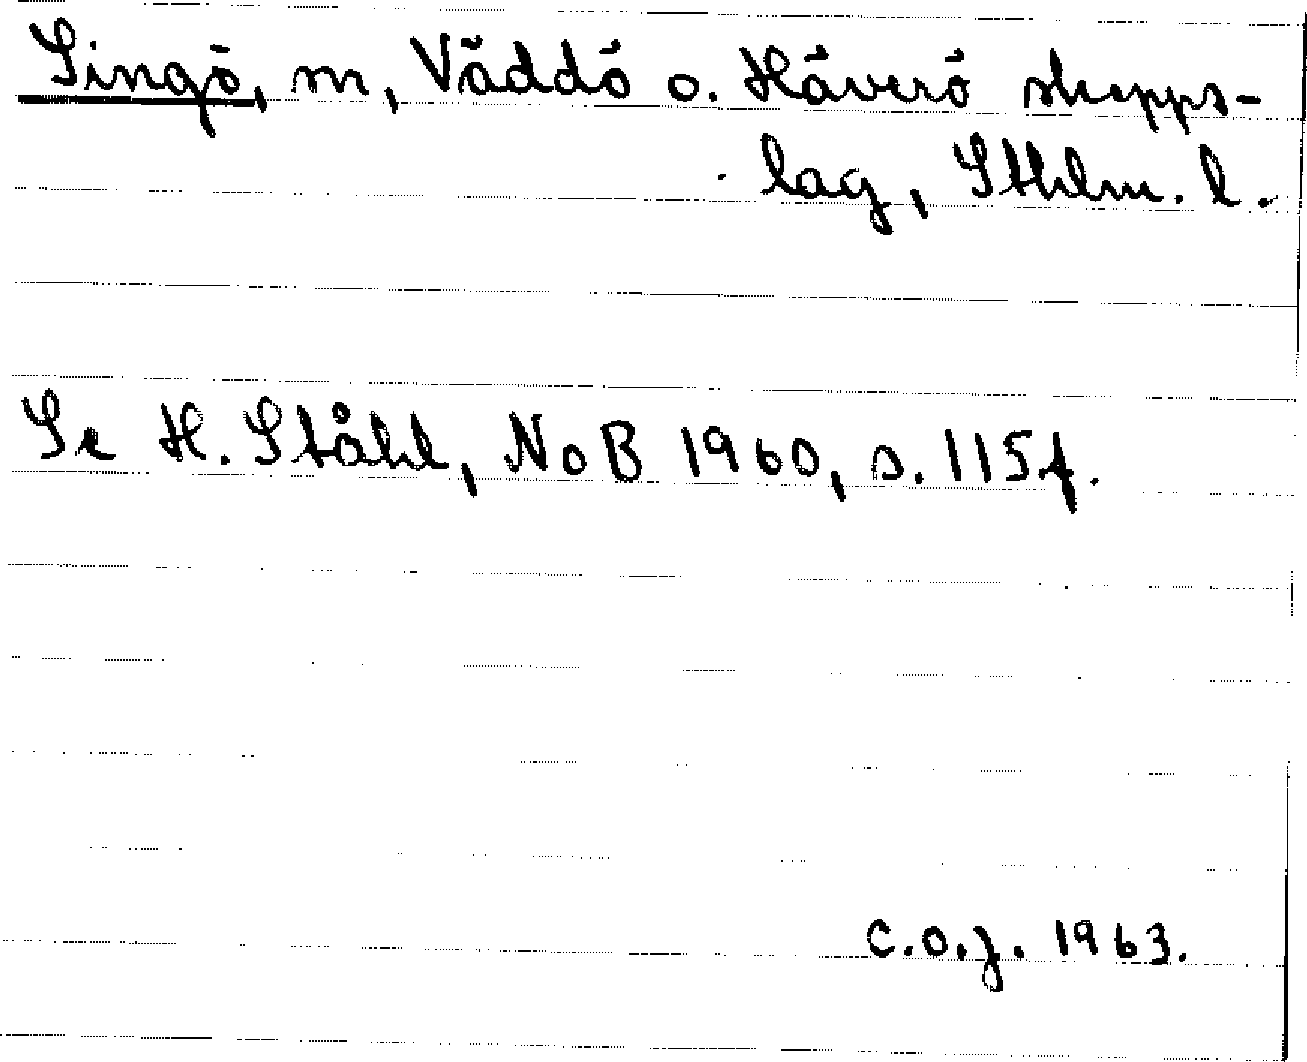 Singö, m, Väddö o. Häverö skepps-
lag, Sthlm. l.
Se H. Ståhl, NoB 1960, s. 115 f.
C.O.J. 1963.